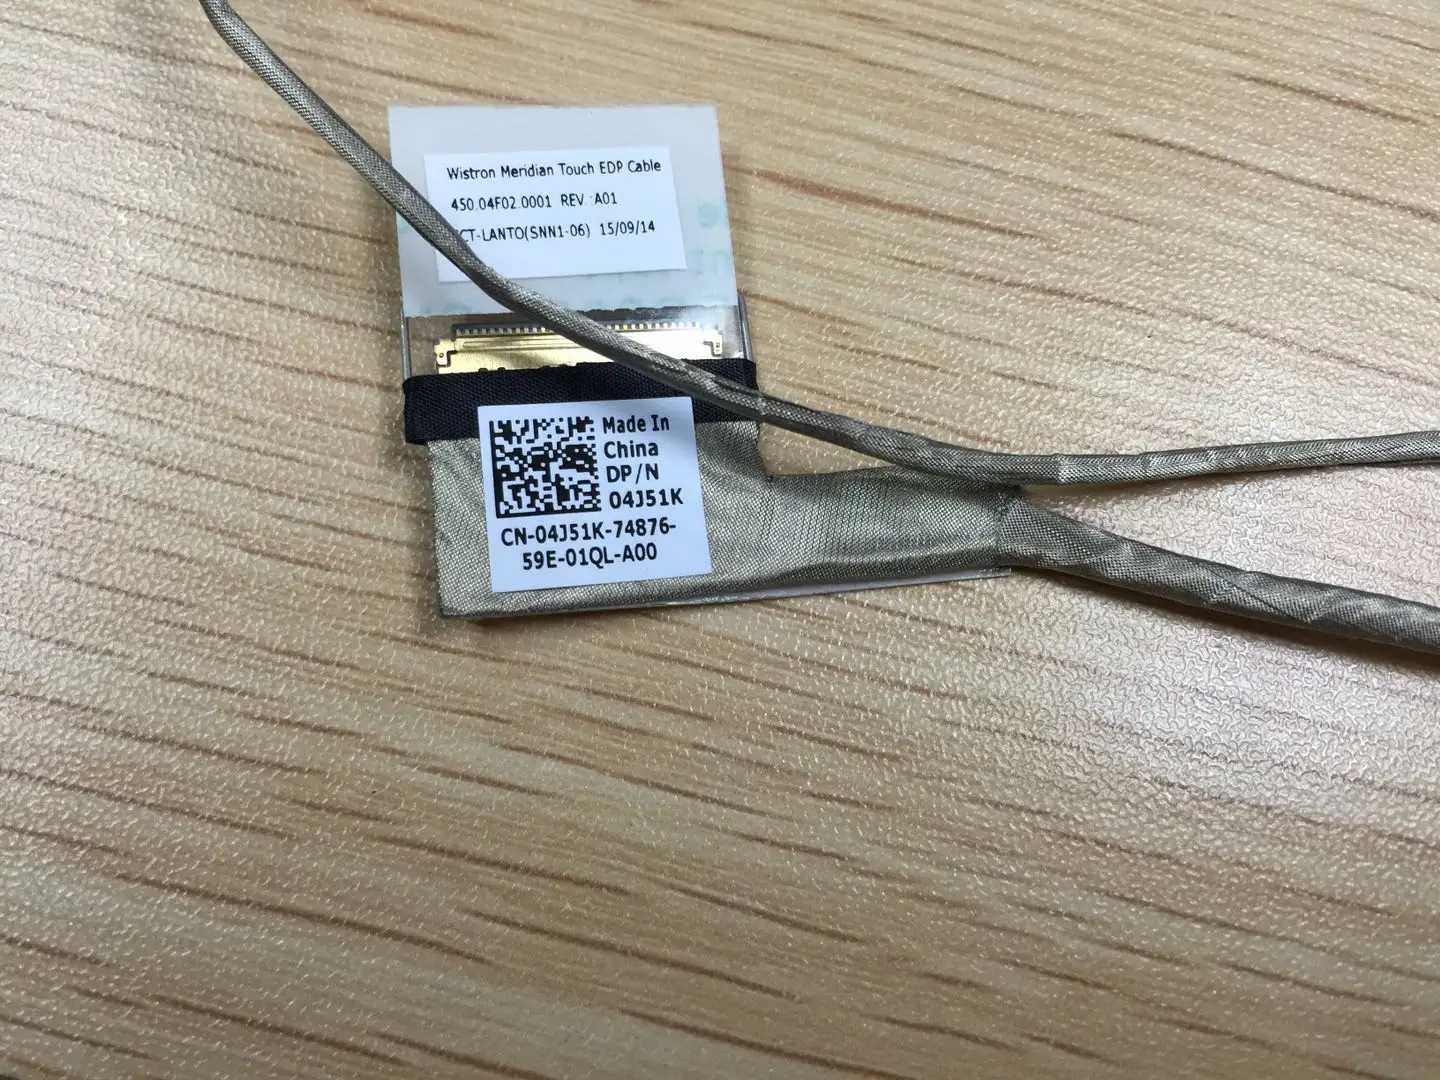 Wistron Meridian Touch EDP Cable
450.04F02.0001 REV:A01
CT-LANTO(SNN1-06) 15/09/14
Made In
China
DP/N
04J51K
CN-04J51K-74876-
59E-01QL-A00